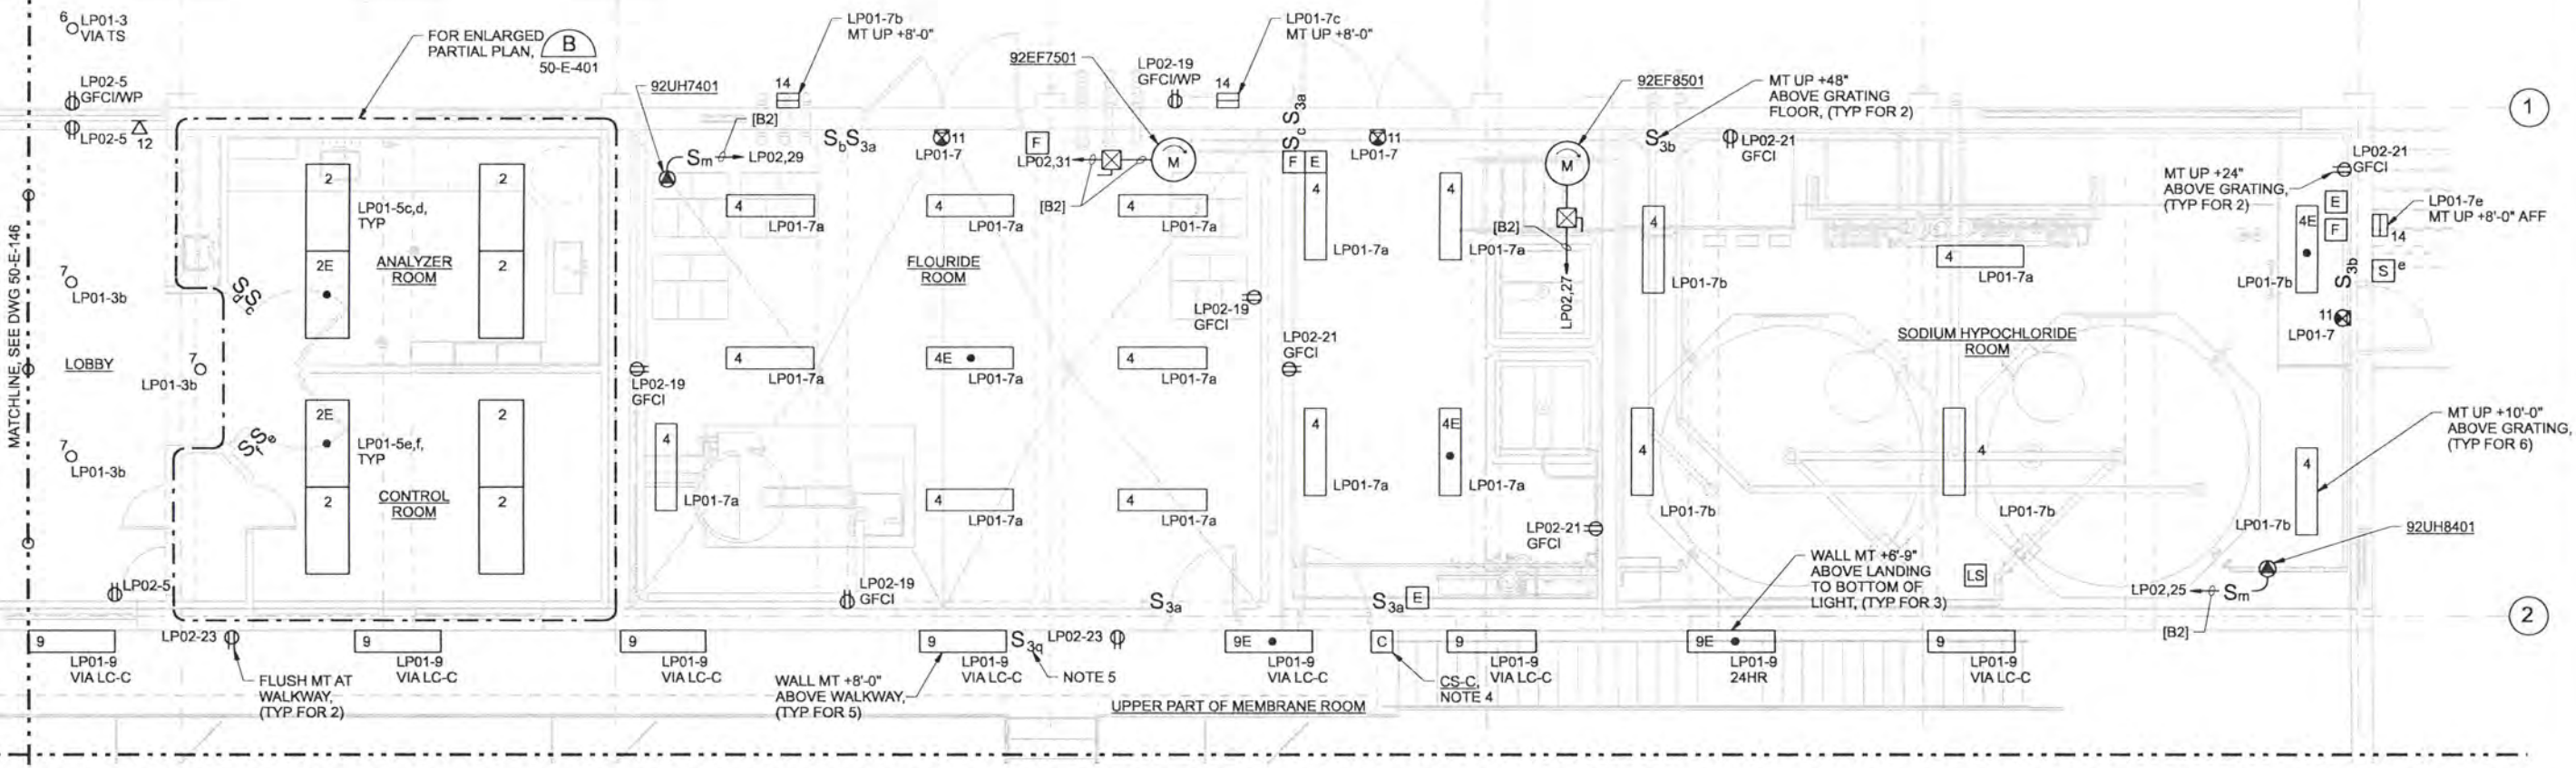 6
LP01-3
VIA TS
FOR ENLARGED
PARTIAL PLAN,
B
50-E-401
LP01-7b
MT UP +8'-0"
LP01-7c
MT UP +8'-0"
92EF7501
LP02-19
GFCI/WP
92UH7401
14
14
92EF8501
MT UP +48"
ABOVE GRATING
FLOOR, (TYP FOR 2)
1
LP02-5
GFCI/WP
LP02-5
12
[B2]
Sm
LP02,29
SbS3a
11
LP01-7
F
LP02,31
M
[B2]
Sc S3a
F
E
11
LP01-7
M
S3b
LP02-21
GFCI
LP02-21
GFCI
MT UP +24"
ABOVE GRATING,
(TYP FOR 2)
E
F
LP01-7e
MT UP +8'-0" AFF
14
S e
S3b
MATCHLINE, SEE DWG 50-E-146
2
2
LP01-5c,d,
TYP
2E
2
ANALYZER
ROOM
4
LP01-7a
4
LP01-7a
4
LP01-7a
4
LP01-7a
4
LP01-7a
[B2]
LP02,27
4
LP01-7b
4
LP01-7a
4E
LP01-7b
FLOURIDE
ROOM
7
LP01-3b
Sd
Sc
LP02-19
GFCI
11
LP01-7
SODIUM HYPOCHLORIDE
ROOM
LOBBY
7
LP01-3b
LP02-19
GFCI
4
LP01-7a
4E
LP01-7a
4
LP01-7a
LP02-21
GFCI
2E
2
LP01-5e,f,
TYP
2
2
CONTROL
ROOM
Sf
Se
7
LP01-3b
4
LP01-7a
4
LP01-7a
4
LP01-7a
4
LP01-7a
4E
LP01-7a
4
LP01-7b
4
LP01-7b
4
LP01-7b
MT UP +10'-0"
ABOVE GRATING,
(TYP FOR 6)
92UH8401
LP02-21
GFCI
WALL MT +6'-9"
ABOVE LANDING
TO BOTTOM OF
LIGHT, (TYP FOR 3)
LS
LP02,25
Sm
[B2]
LP02-5
LP02-19
GFCI
S3a
S3a
E
2
9
LP01-9
VIA LC-C
LP02-23
9
LP01-9
VIA LC-C
9
LP01-9
VIA LC-C
9
LP01-9
VIA LC-C
S3q
NOTE 5
LP02-23
9E
LP01-9
VIA LC-C
C
CS-C,
NOTE 4
9
LP01-9
VIA LC-C
9E
LP01-9
24HR
9
LP01-9
VIA LC-C
FLUSH MT AT
WALKWAY,
(TYP FOR 2)
WALL MT +8'-0"
ABOVE WALKWAY,
(TYP FOR 5)
UPPER PART OF MEMBRANE ROOM